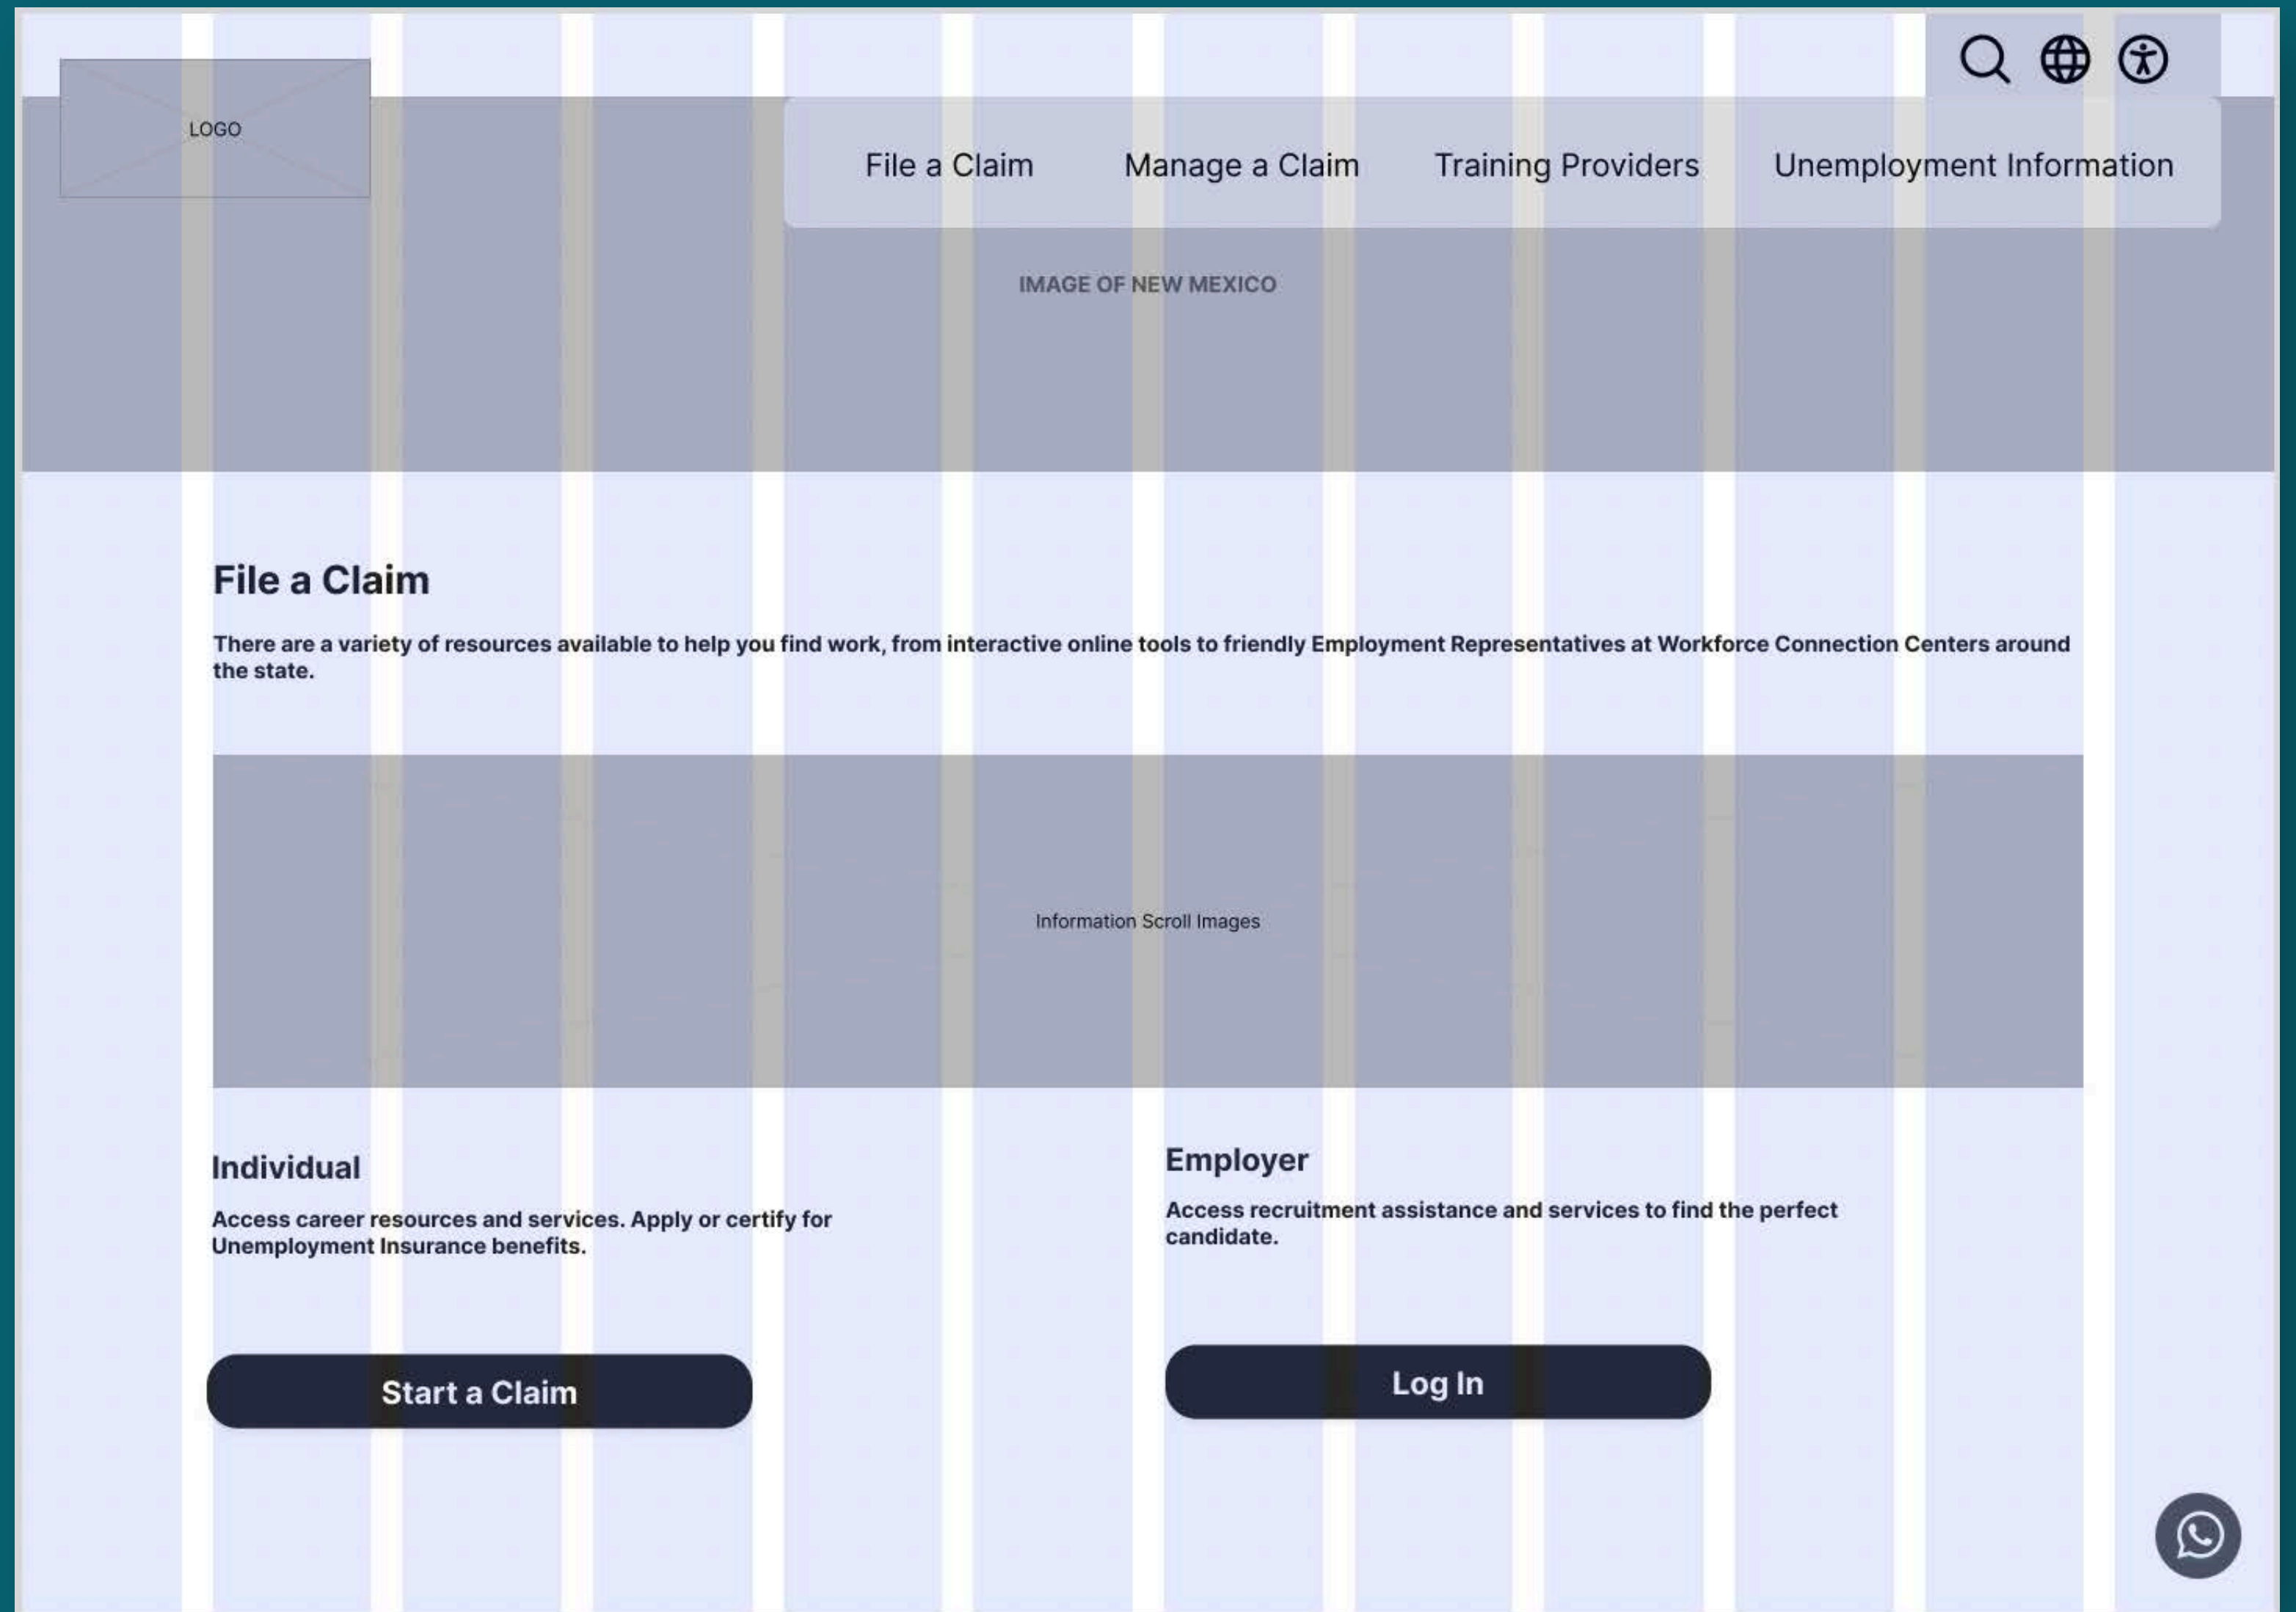 LOGO
File a Claim
Manage a Claim
Training Providers
Unemployment Information
IMAGE OF NEW MEXICO
File a Claim
There are a variety of resources available to help you find work, from interactive online tools to friendly Employment Representatives at Workforce Connection Centers around
the state.
Information Scroll Images
Individual
Access career resources and services. Apply or certify for
Unemployment Insurance benefits.
Start a Claim
Employer
Access recruitment assistance and services to find the perfect
candidate.
Log In